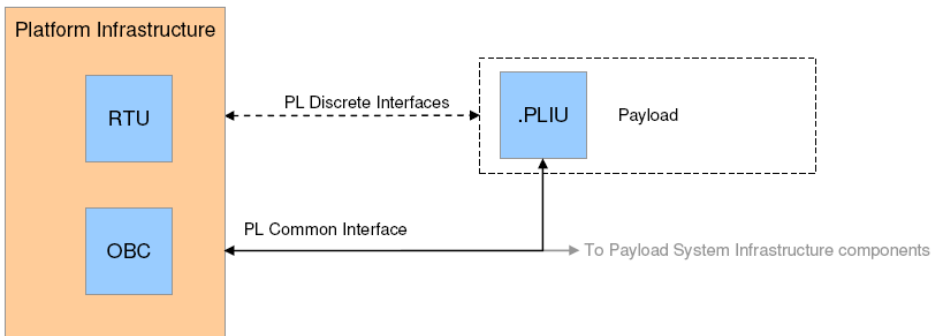 Platform Infrastructure
RTU
PL Discrete Interfaces
.PLIU
Payload
OBC
PL Common Interface
To Payload System Infrastructure components